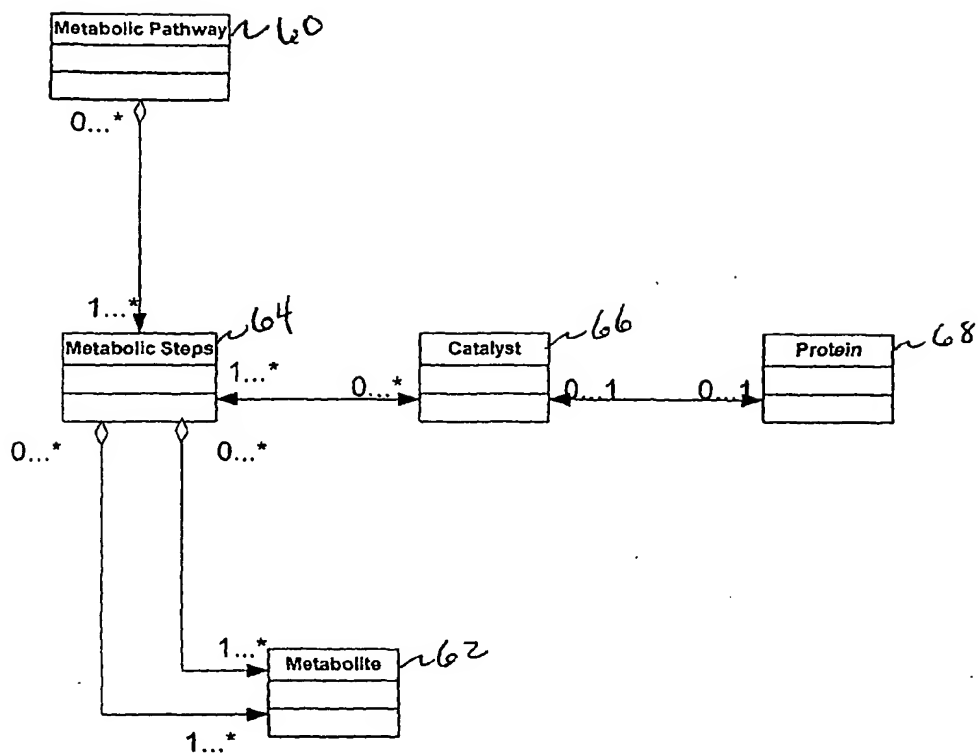 Metabolic Pathway 60
0...*
1...*
Metabolic Steps 64
Catalyst 66
Protein 68
1...* 0...* 0...1 0...1
0...* 0...*
1...*
Metabolite 62
1...*